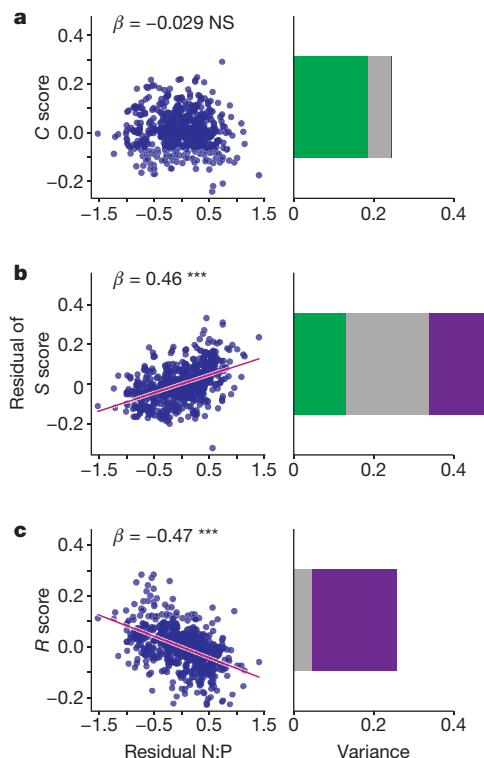 a
β = −0.029 NS
C score
0.4
0.2
0.0
−0.2
−1.5 −0.5 0.5 1.5
0 0.2 0.4
b
β = 0.46 ***
Residual of
S score
0.4
0.2
0
−0.2
−1.5 −0.5 0.5 1.5
0 0.2 0.4
c
β = −0.47 ***
R score
0.4
0.2
0.0
−0.2
−1.5 −0.5 0.5 1.5
0 0.2 0.4
Residual N:P
Variance